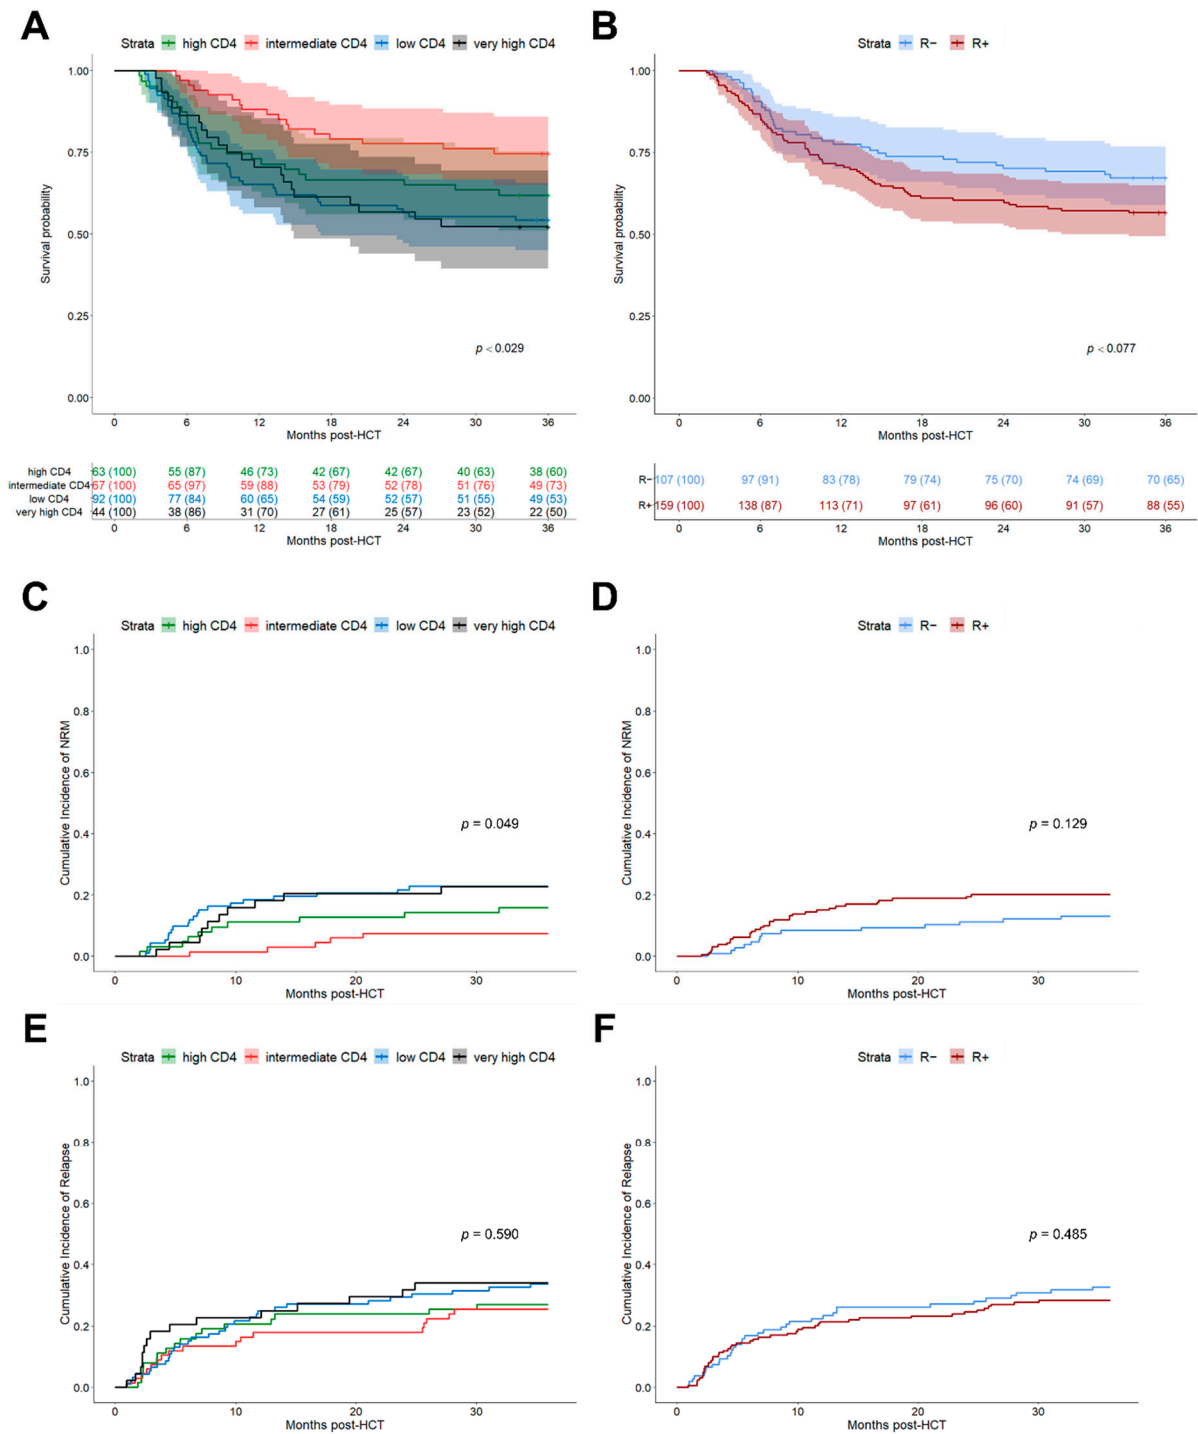 A
Strata high CD4 intermediate CD4 low CD4 very high CD4
1.00
0.75
0.50
0.25
0.00
Survival probability
p < 0.029
0 6 12 18 24 30 36
Months post-HCT
high CD4 63 (100) 55 (87) 46 (73) 42 (67) 42 (67) 40 (63) 38 (60)
intermediate CD4 67 (100) 65 (97) 59 (88) 53 (79) 52 (78) 51 (76) 49 (73)
low CD4 92 (100) 77 (84) 60 (65) 54 (59) 52 (57) 51 (55) 49 (53)
very high CD4 44 (100) 38 (86) 31 (70) 27 (61) 25 (57) 23 (52) 22 (50)
0 6 12 18 24 30 36
Months post-HCT
B
Strata R− R+
1.00
0.75
0.50
0.25
0.00
Survival probability
p < 0.077
0 6 12 18 24 30 36
Months post-HCT
R− 107 (100) 97 (91) 83 (78) 79 (74) 75 (70) 74 (69) 70 (65)
R+ 159 (100) 138 (87) 113 (71) 97 (61) 96 (60) 91 (57) 88 (55)
0 6 12 18 24 30 36
Months post-HCT
C
Strata high CD4 intermediate CD4 low CD4 very high CD4
1.0
0.8
0.6
0.4
0.2
0.0
Cumulative Incidence of NRM
p = 0.049
0 10 20 30
Months post-HCT
D
Strata R− R+
1.0
0.8
0.6
0.4
0.2
0.0
Cumulative Incidence of NRM
p = 0.129
0 10 20 30
Months post-HCT
E
Strata high CD4 intermediate CD4 low CD4 very high CD4
1.0
0.8
0.6
0.4
0.2
0.0
Cumulative Incidence of Relapse
p = 0.590
0 10 20 30
Months post-HCT
F
Strata R− R+
1.0
0.8
0.6
0.4
0.2
0.0
Cumulative Incidence of Relapse
p = 0.485
0 10 20 30
Months post-HCT